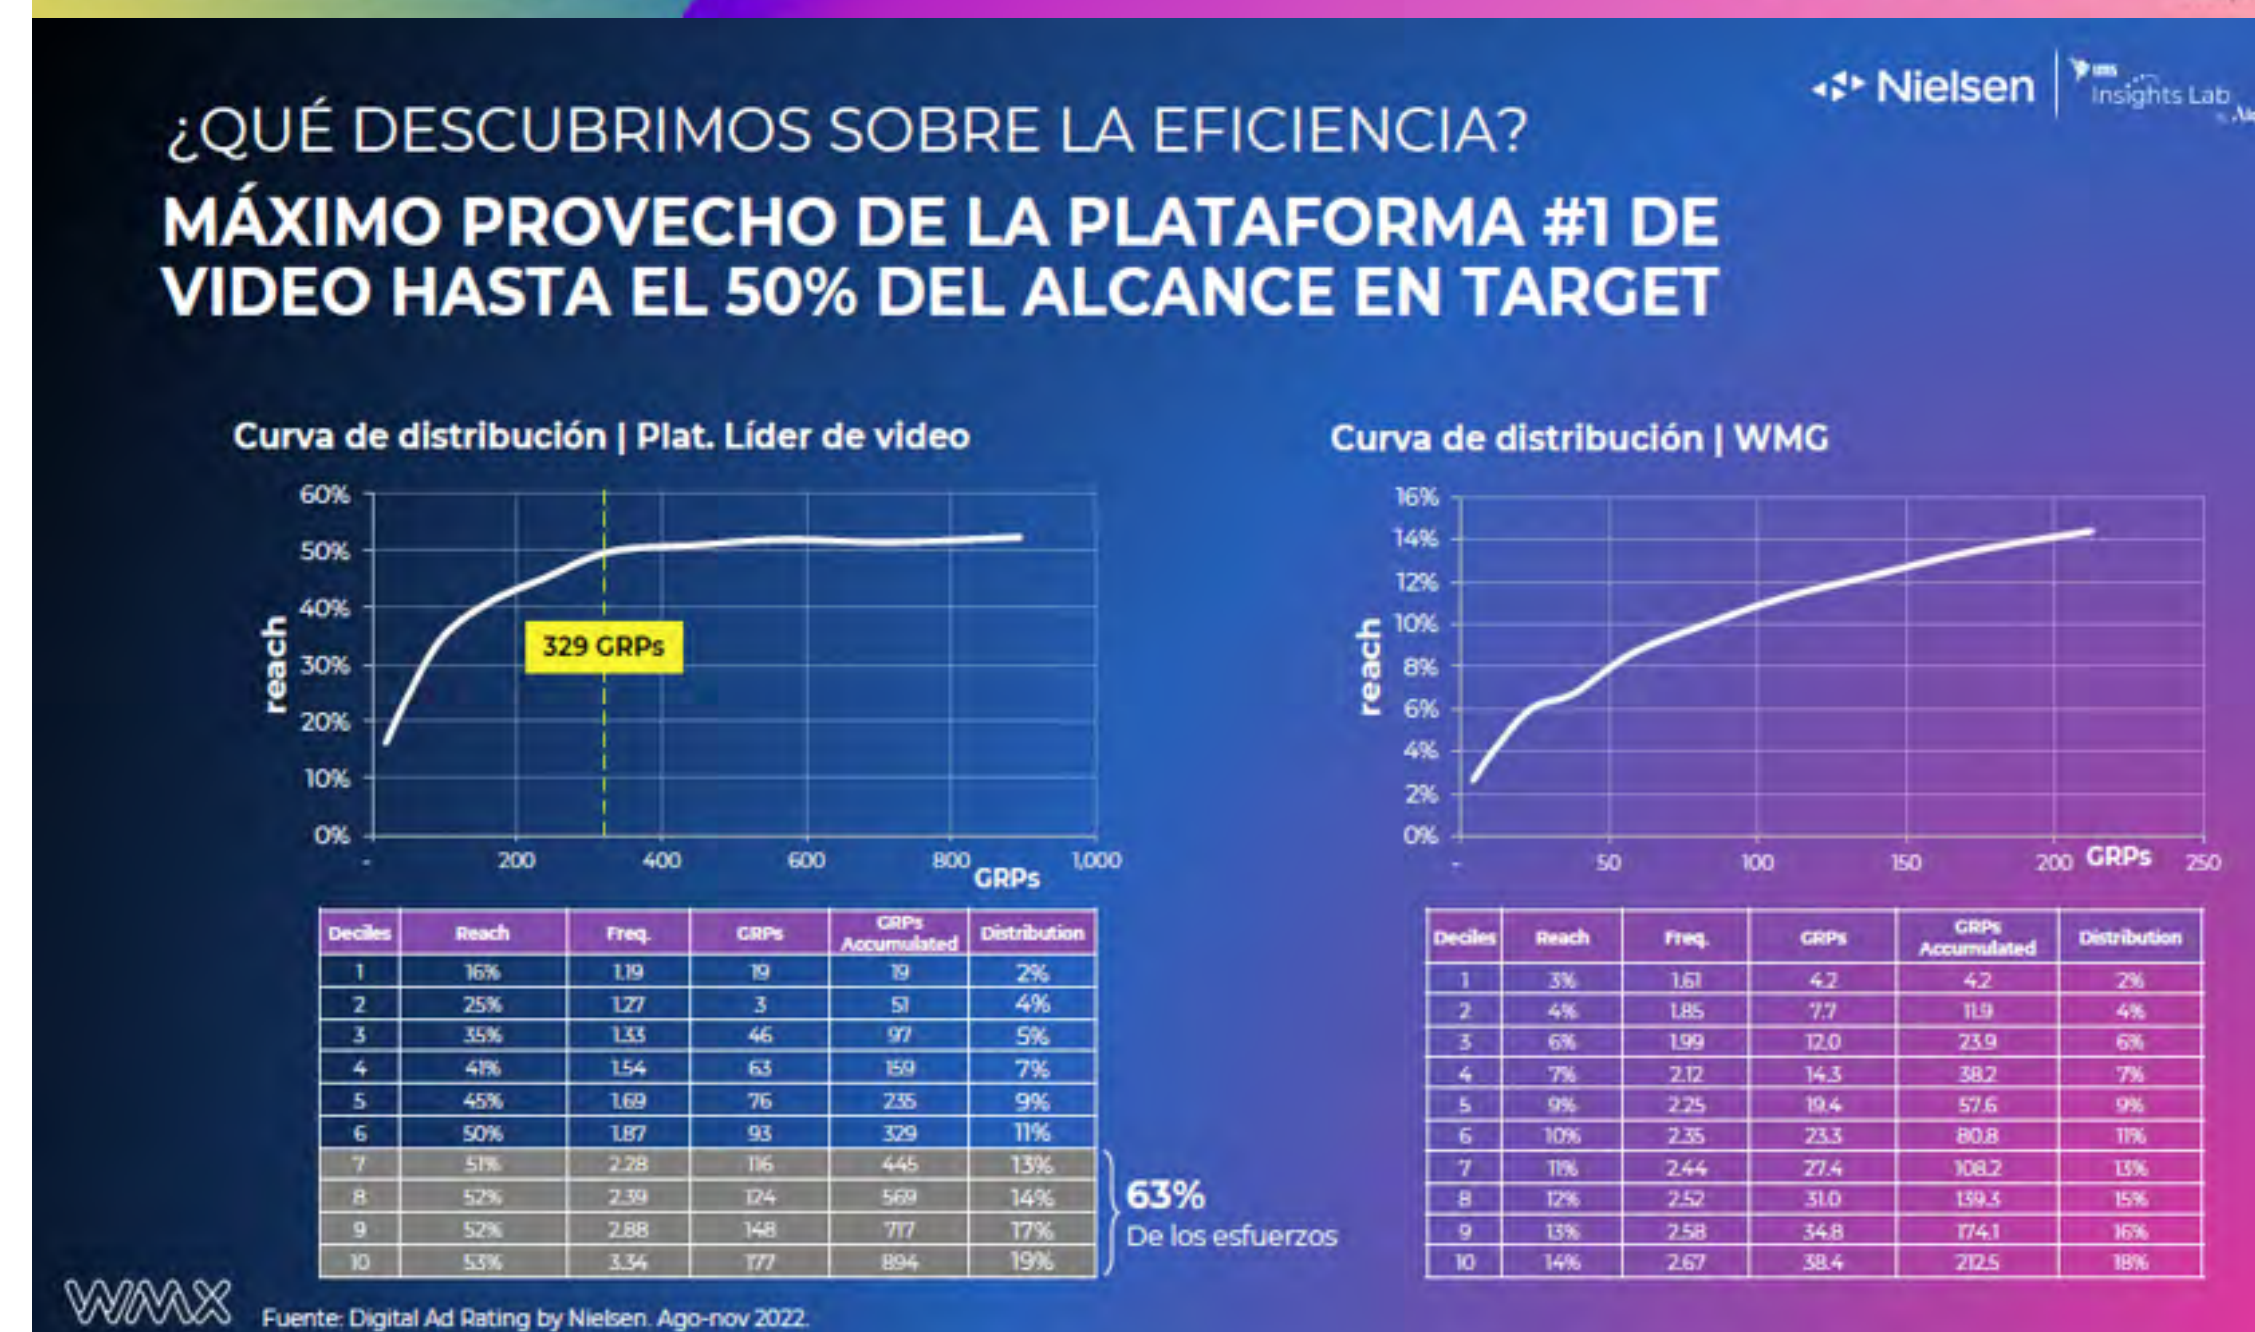 Nielsen
ims
Insights Lab
¿QUÉ DESCUBRIMOS SOBRE LA EFICIENCIA?
MÁXIMO PROVECHO DE LA PLATAFORMA #1 DE
VIDEO HASTA EL 50% DEL ALCANCE EN TARGET
Curva de distribución | Plat. Líder de video
60%
50%
40%
30%
20%
10%
0%
reach
329 GRPs
- 200 400 600 800 1,000
GRPs
Deciles Reach Freq. GRPs GRPs Accumulated Distribution
1 16% 1.19 19 19 2%
2 25% 1.27 3 51 4%
3 35% 1.33 46 97 5%
4 41% 1.54 63 159 7%
5 45% 1.69 76 235 9%
6 50% 1.87 93 329 11%
7 51% 2.28 116 445 13%
8 52% 2.39 124 569 14%
9 52% 2.88 148 717 17%
10 53% 3.34 177 894 19%
63%
De los esfuerzos
Curva de distribución | WMG
16%
14%
12%
10%
8%
6%
4%
2%
0%
reach
- 50 100 150 200 GRPs 250
Deciles Reach Freq. GRPs GRPs Accumulated Distribution
1 3% 1.61 4.2 4.2 2%
2 4% 1.85 7.7 11.9 4%
3 6% 1.99 12.0 23.9 6%
4 7% 2.12 14.3 38.2 7%
5 9% 2.25 19.4 57.6 9%
6 10% 2.35 23.3 80.8 11%
7 11% 2.44 27.4 108.2 13%
8 12% 2.52 31.0 139.3 15%
9 13% 2.58 34.8 174.1 16%
10 14% 2.67 38.4 212.5 18%
WMX
Fuente: Digital Ad Rating by Nielsen. Ago-nov 2022.